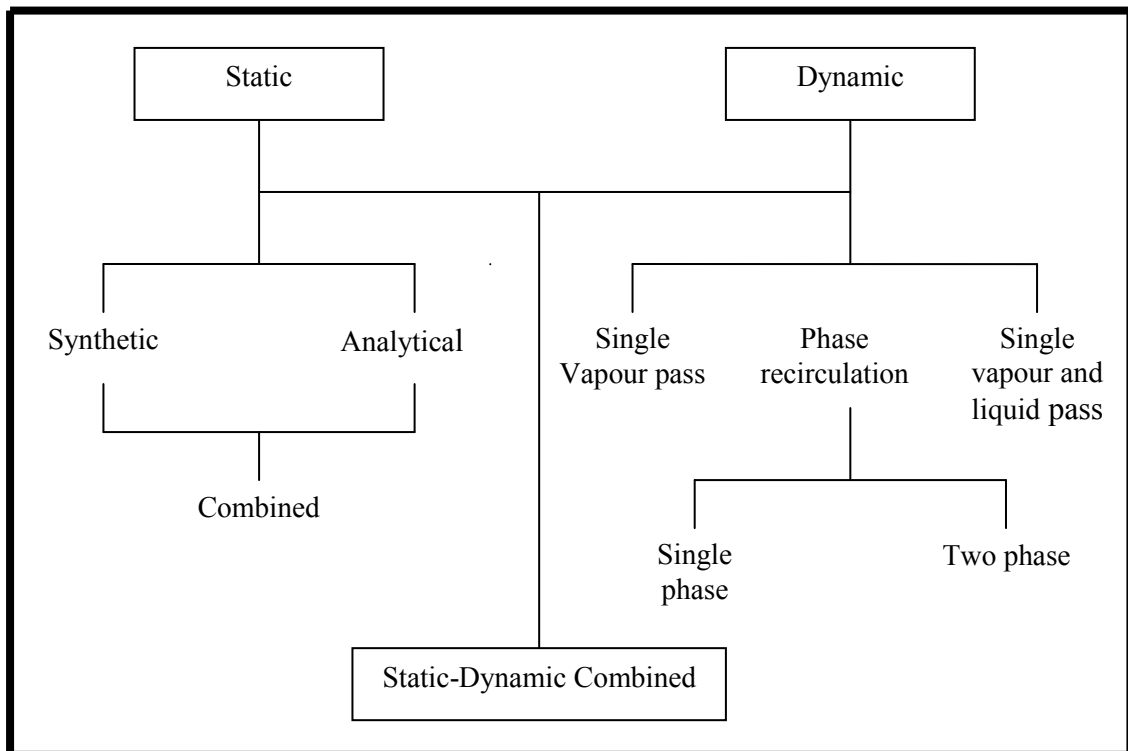 Static
Dynamic
Synthetic
Analytical
Single
Vapour pass
Phase
recirculation
Single
vapour and
liquid pass
Combined
Single
phase
Two phase
Static-Dynamic Combined